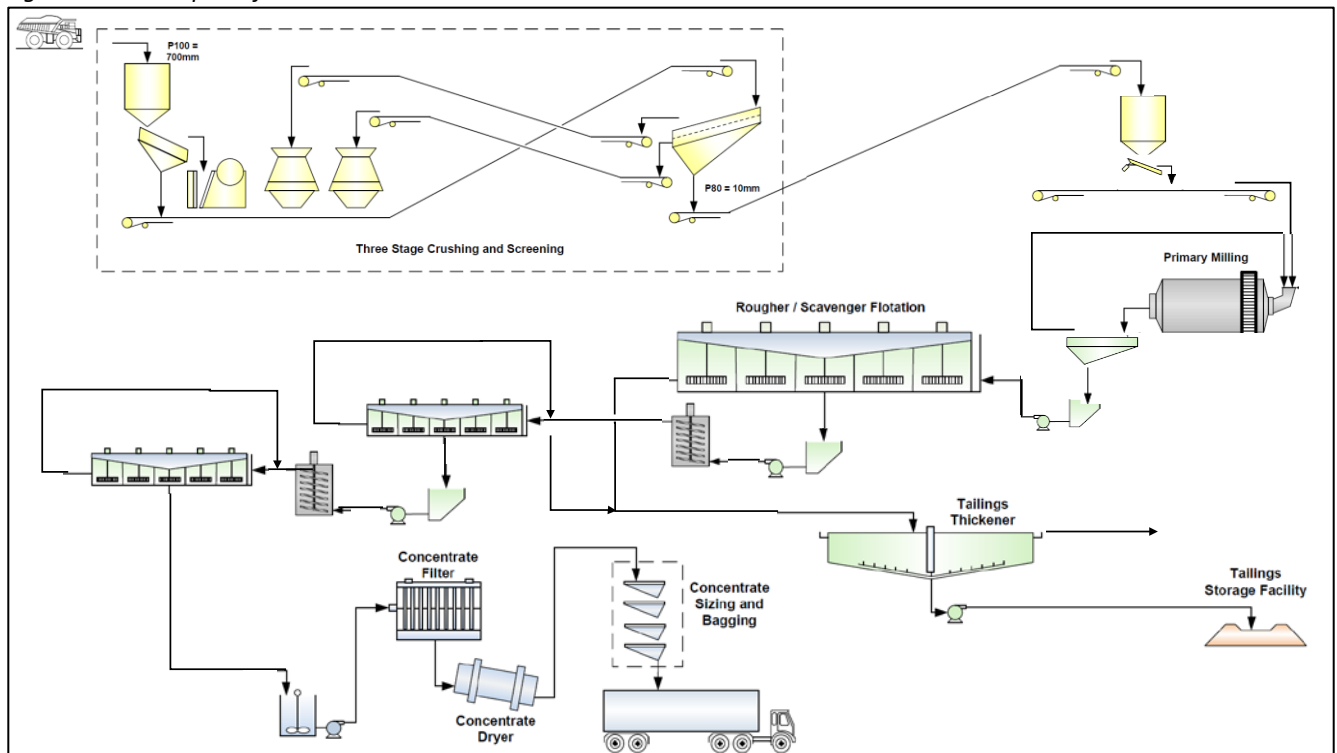 P100 =
700mm
P80 = 10mm
Three Stage Crushing and Screening
Primary Milling
Rougher / Scavenger Flotation
Tailings
Thickener
Tailings
Storage Facility
Concentrate
Filter
Concentrate
Sizing and
Bagging
Concentrate
Dryer